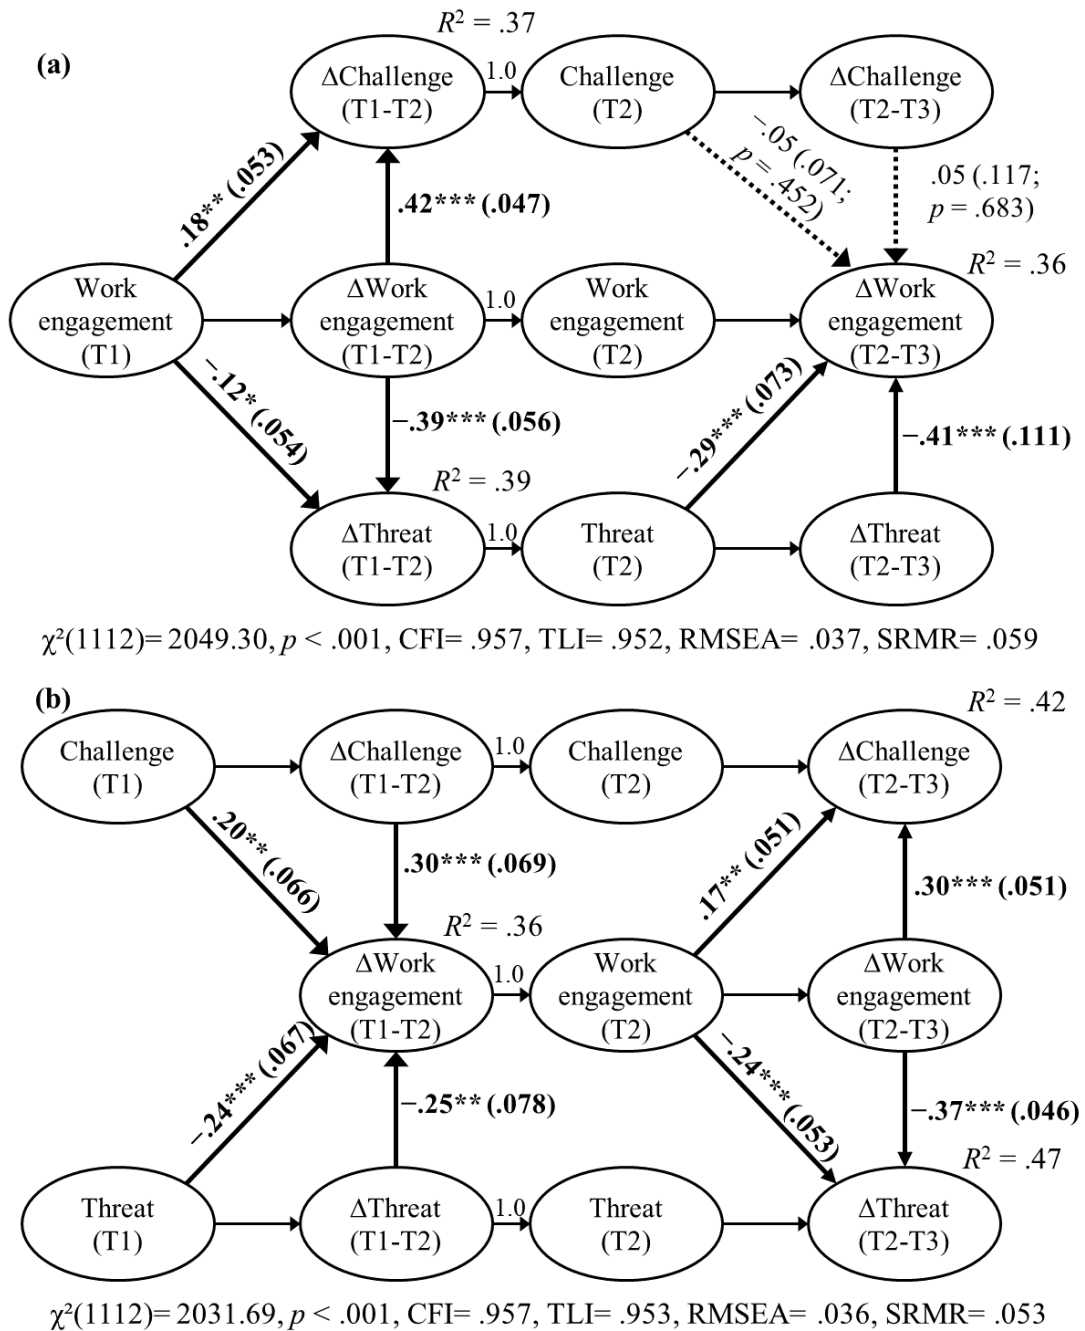 (a)
R² = .37
ΔChallenge
(T1-T2)
1.0
Challenge
(T2)
ΔChallenge
(T2-T3)
.18** (.053)
.42*** (.047)
−.05 (.071;
p = .452)
.05 (.117;
p = .683)
R² = .36
Work
engagement
(T1)
ΔWork
engagement
(T1-T2)
1.0
Work
engagement
(T2)
ΔWork
engagement
(T2-T3)
−.12* (.054)
−.39*** (.056)
−.29*** (.073)
−.41*** (.111)
R² = .39
ΔThreat
(T1-T2)
1.0
Threat
(T2)
ΔThreat
(T2-T3)
χ²(1112)= 2049.30, p < .001, CFI= .957, TLI= .952, RMSEA= .037, SRMR= .059
(b)
R² = .42
Challenge
(T1)
ΔChallenge
(T1-T2)
1.0
Challenge
(T2)
ΔChallenge
(T2-T3)
.20** (.066)
.30*** (.069)
.17** (.051)
.30*** (.051)
R² = .36
ΔWork
engagement
(T1-T2)
1.0
Work
engagement
(T2)
ΔWork
engagement
(T2-T3)
−.24*** (.067)
−.25** (.078)
−.24*** (.053)
−.37*** (.046)
R² = .47
Threat
(T1)
ΔThreat
(T1-T2)
1.0
Threat
(T2)
ΔThreat
(T2-T3)
χ²(1112)= 2031.69, p < .001, CFI= .957, TLI= .953, RMSEA= .036, SRMR= .053